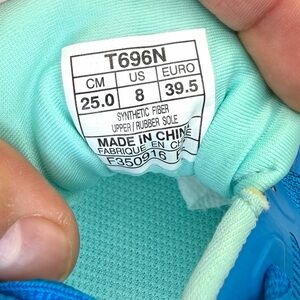 T696N
CM US EURO
25.0 8 39.5
SYNTHETIC FIBER
UPPER/RUBBER SOLE
MADE IN CHINE
FABRIQUE EN
F350916